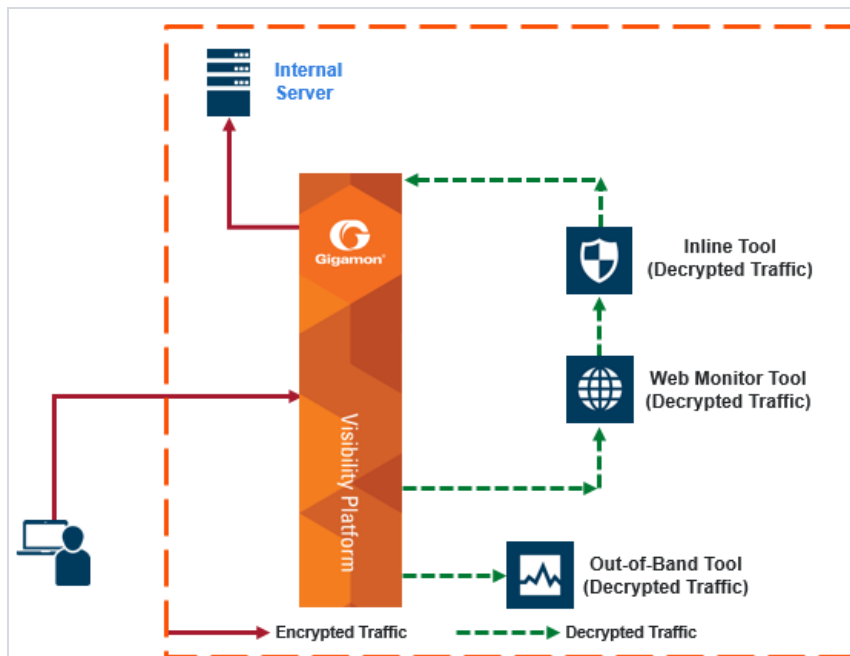 Internal
Server
Gigamon®
Inline Tool
(Decrypted Traffic)
Web Monitor Tool
(Decrypted Traffic)
Visibility Platform
Out-of-Band Tool
(Decrypted Traffic)
Encrypted Traffic
Decrypted Traffic